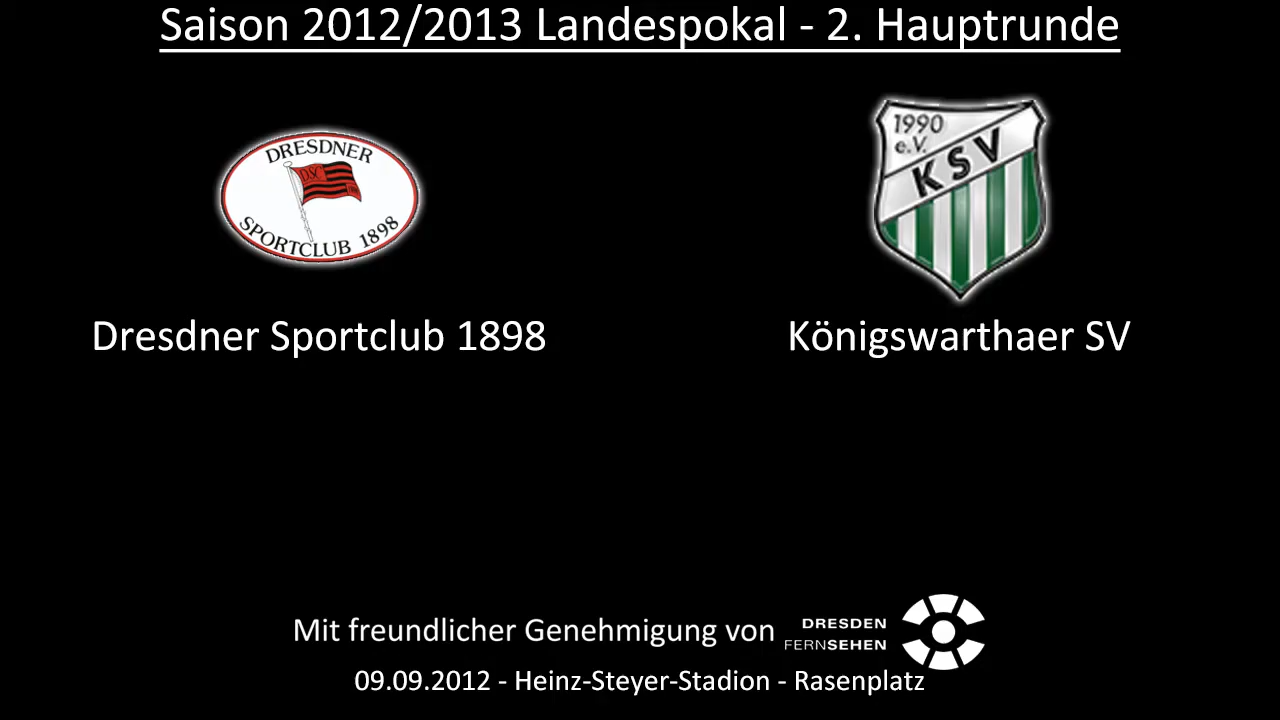 Saison 2012/2013 Landespokal - 2. Hauptrunde
DRESDNER
DSC
SPORTCLUB 1898
1990
e.V.
KSV
Dresdner Sportclub 1898
Königswarthaer SV
Mit freundlicher Genehmigung von
DRESDEN
FERNSEHEN
09.09.2012 - Heinz-Steyer-Stadion - Rasenplatz